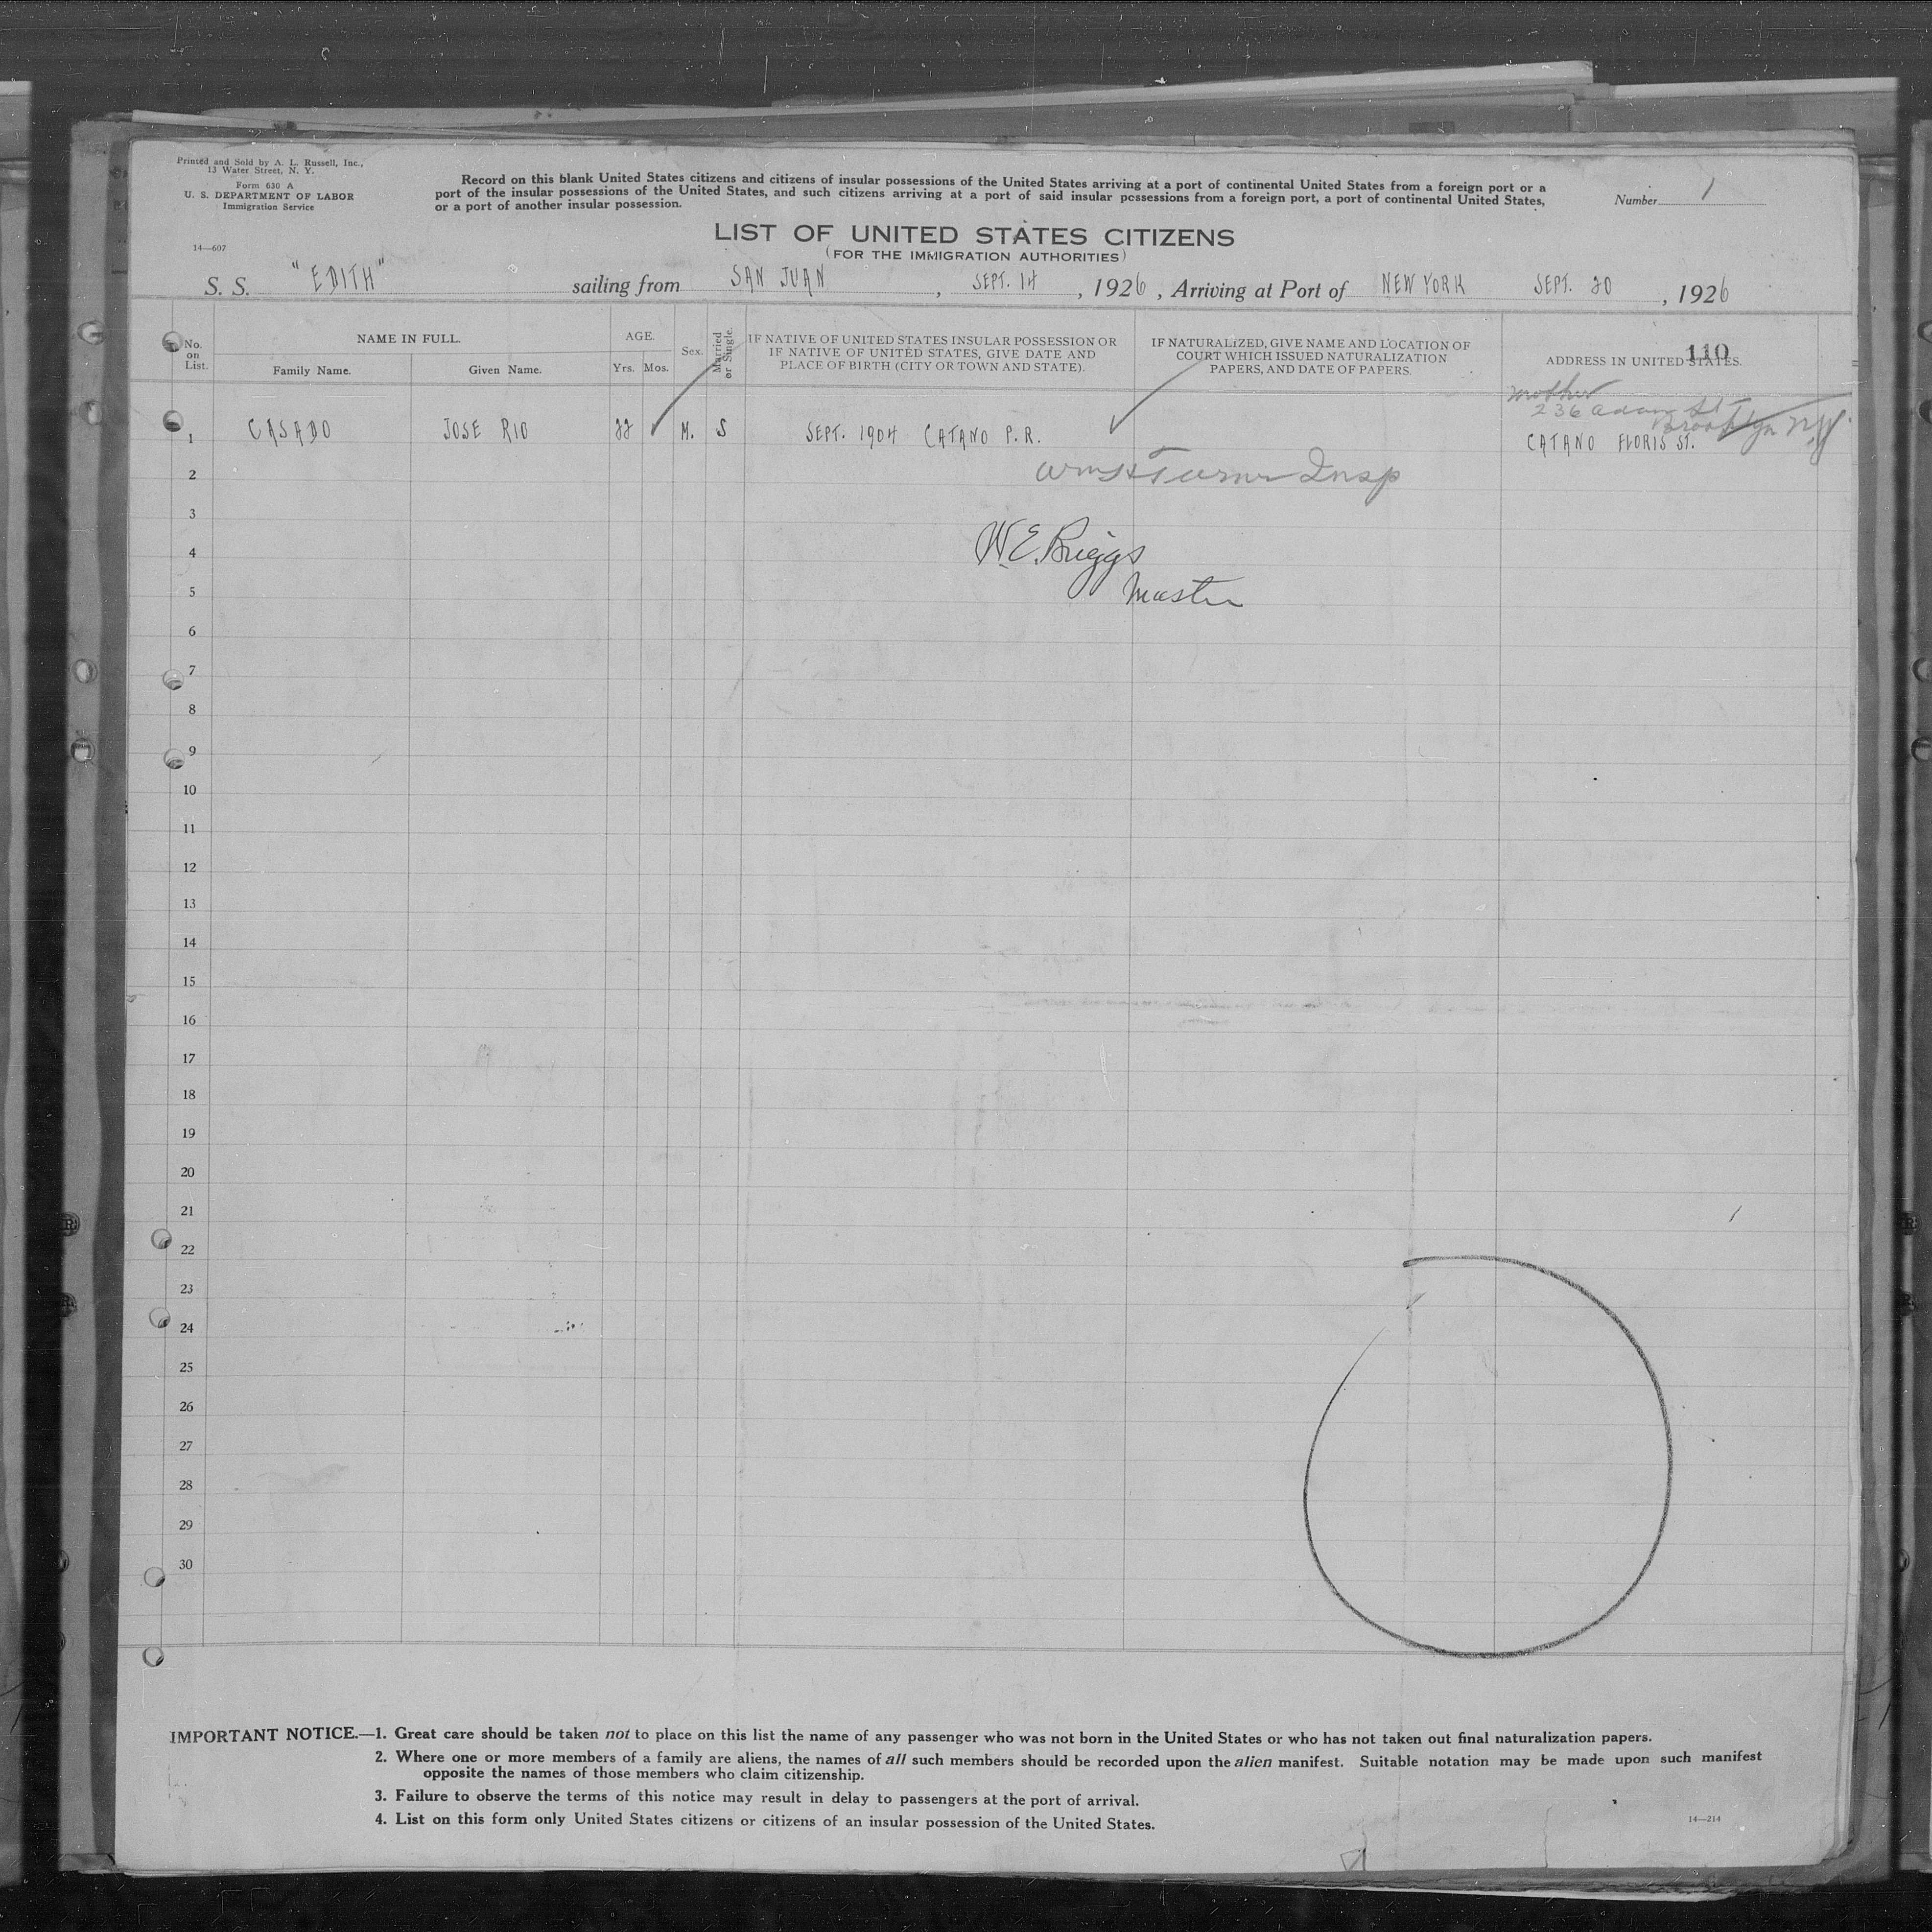 Printed and Sold by A. L. Russell, Inc.,
13 Water Street, N. Y.
Form 630 A
U. S. DEPARTMENT OF LABOR
Immigration Service
14—607
Record on this blank United States citizens and citizens of insular possessions of the United States arriving at a port of continental United States from a foreign port or a
port of the insular possessions of the United States, and such citizens arriving at a port of said insular possessions from a foreign port, a port of continental United States,
or a port of another insular possession.
Number 1
LIST OF UNITED STATES CITIZENS
(FOR THE IMMIGRATION AUTHORITIES)
S. S. "EDITH" sailing from SAN JUAN, SEPT. 14, 1926, Arriving at Port of NEW YORK SEPT. 20, 1926
No. on List.
NAME IN FULL.
Family Name.
Given Name.
AGE.
Yrs. Mos.
Sex.
Married or Single.
IF NATIVE OF UNITED STATES INSULAR POSSESSION OR
IF NATIVE OF UNITED STATES, GIVE DATE AND
PLACE OF BIRTH (CITY OR TOWN AND STATE).
IF NATURALIZED, GIVE NAME AND LOCATION OF
COURT WHICH ISSUED NATURALIZATION
PAPERS, AND DATE OF PAPERS.
110
ADDRESS IN UNITED STATES.
mother
236 Adam St
Brooklyn N.Y.
1 CASADO JOSE RIO 22 M. S SEPT. 1904 CATANO P.R. CATANO FLORIS ST.
2 Wm H Turner Insp
3
4 W. E. Briggs
5 Master
6
7
8
9
10
11
12
13
14
15
16
17
18
19
20
21
22
23
24
25
26
27
28
29
30
IMPORTANT NOTICE.—1. Great care should be taken not to place on this list the name of any passenger who was not born in the United States or who has not taken out final naturalization papers.
2. Where one or more members of a family are aliens, the names of all such members should be recorded upon the alien manifest. Suitable notation may be made upon such manifest
opposite the names of those members who claim citizenship.
3. Failure to observe the terms of this notice may result in delay to passengers at the port of arrival.
4. List on this form only United States citizens or citizens of an insular possession of the United States.
14—214